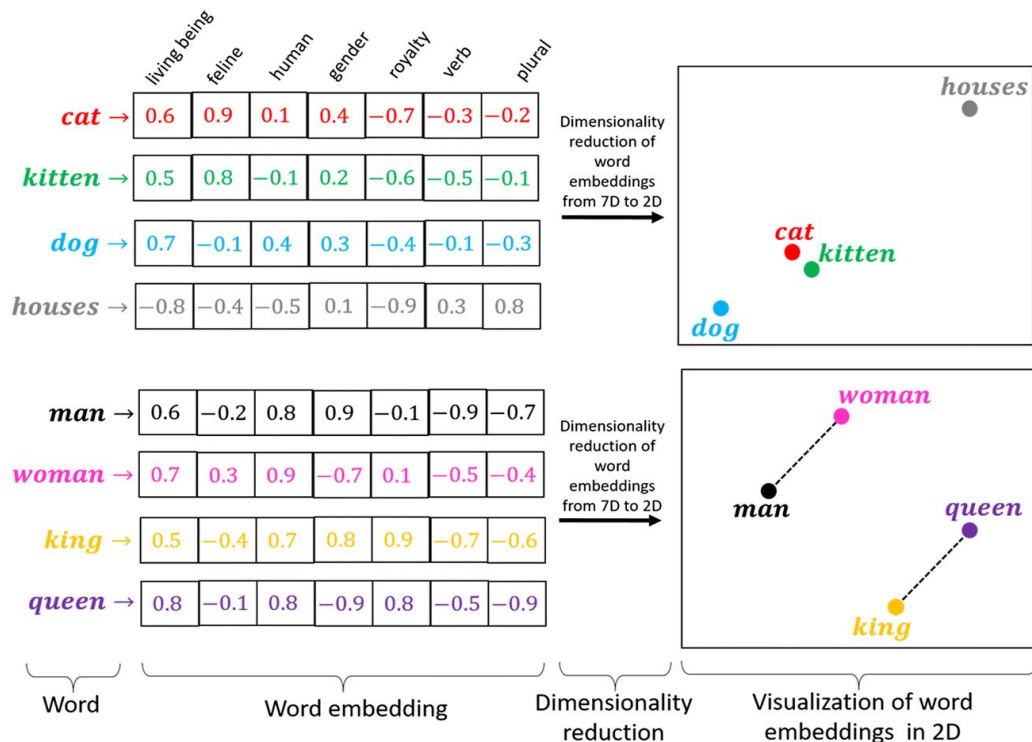 living being feline human gender royalty verb plural
cat → 0.6 0.9 0.1 0.4 −0.7 −0.3 −0.2
kitten → 0.5 0.8 −0.1 0.2 −0.6 −0.5 −0.1
dog → 0.7 −0.1 0.4 0.3 −0.4 −0.1 −0.3
houses → −0.8 −0.4 −0.5 0.1 −0.9 0.3 0.8
Dimensionality
reduction of
word
embeddings
from 7D to 2D
houses
cat
kitten
dog
man → 0.6 −0.2 0.8 0.9 −0.1 −0.9 −0.7
woman → 0.7 0.3 0.9 −0.7 0.1 −0.5 −0.4
king → 0.5 −0.4 0.7 0.8 0.9 −0.7 −0.6
queen → 0.8 −0.1 0.8 −0.9 0.8 −0.5 −0.9
Dimensionality
reduction of
word
embeddings
from 7D to 2D
woman
man
queen
king
Word
Word embedding
Dimensionality
reduction
Visualization of word
embeddings in 2D